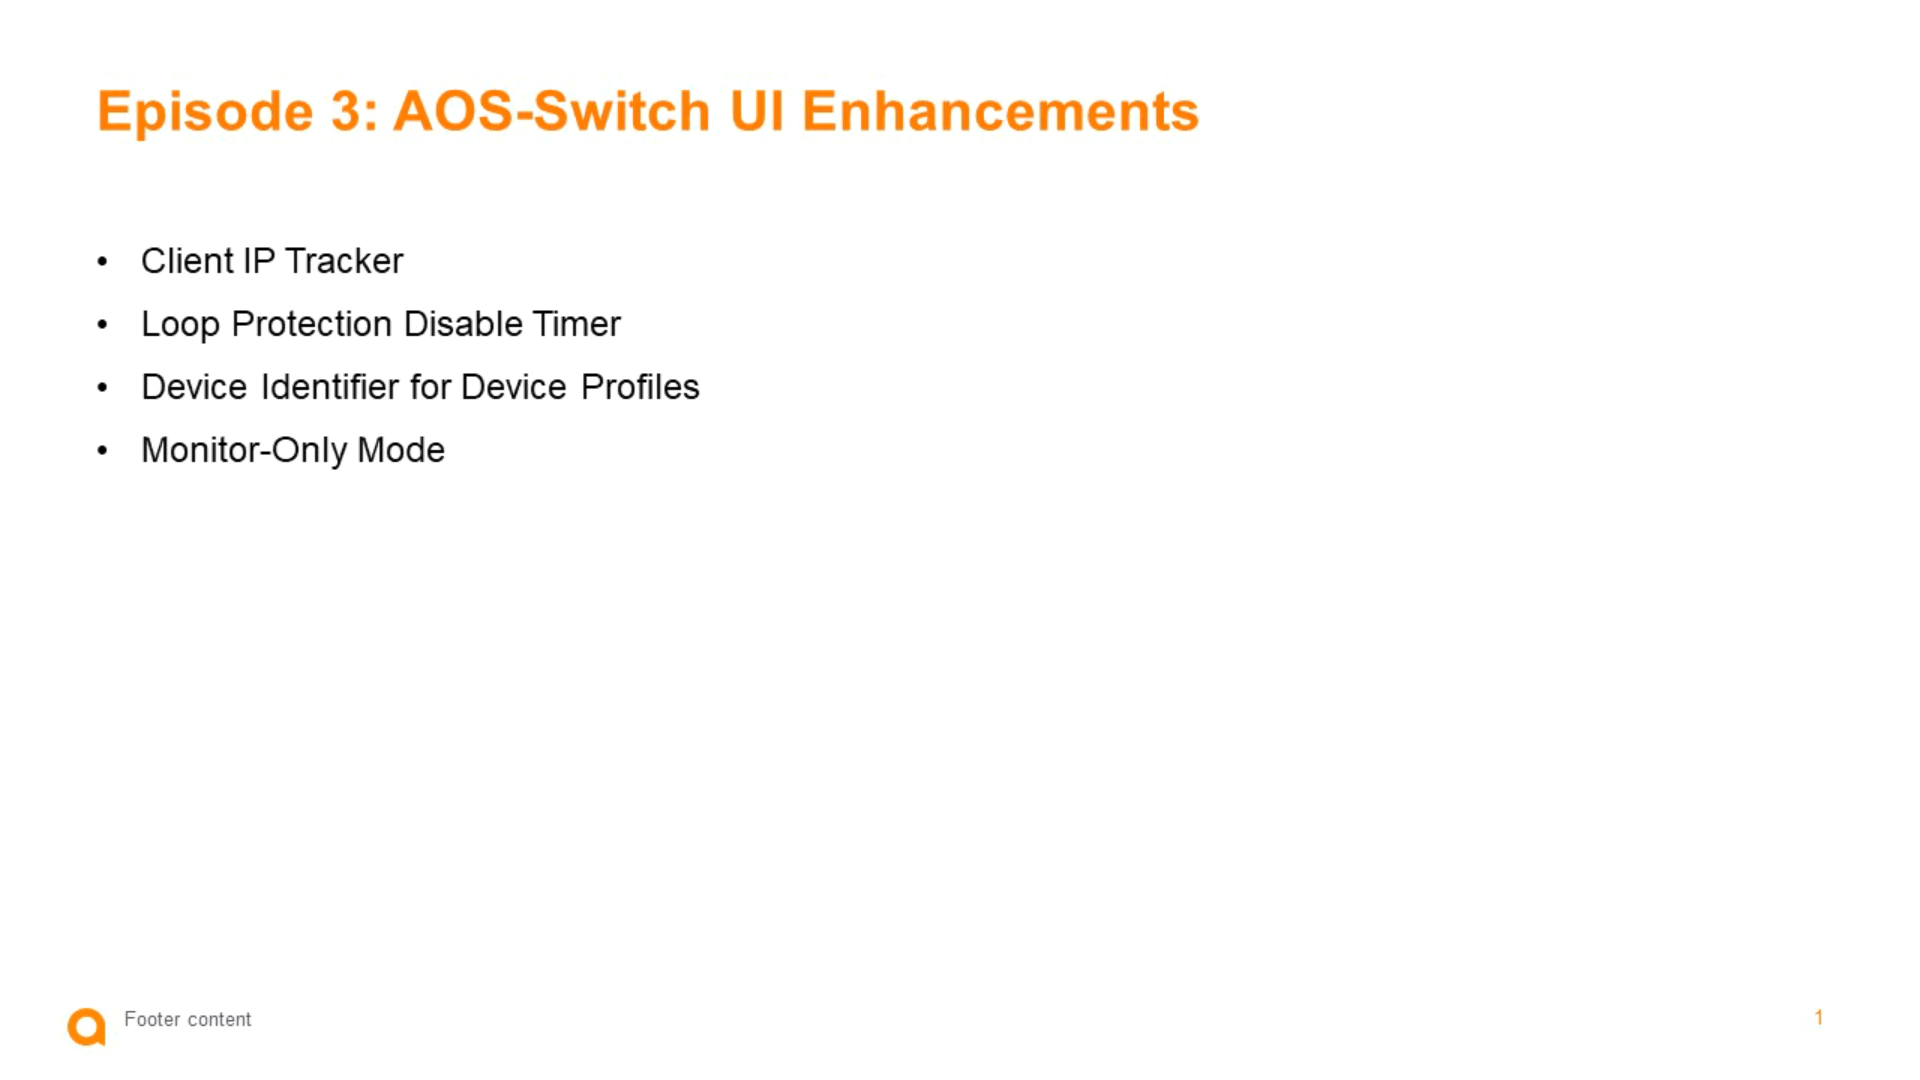 Episode 3: AOS-Switch UI Enhancements
• Client IP Tracker
• Loop Protection Disable Timer
• Device Identifier for Device Profiles
• Monitor-Only Mode
Footer content
1